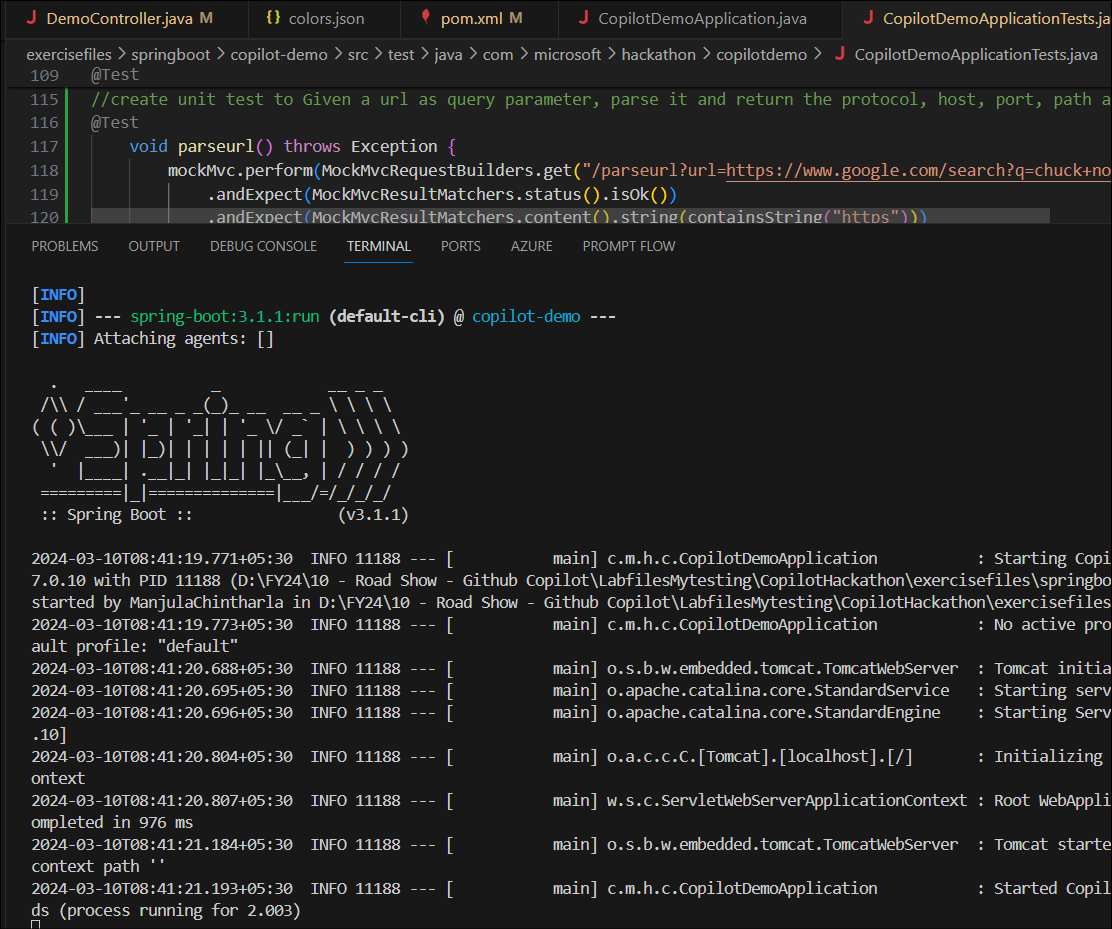 DemoController.java M {} colors.json pom.xml M J CopilotDemoApplication.java J CopilotDemoApplicationTests.ja
exercisefiles > springboot > copilot-demo > src > test > java > com > microsoft > hackathon > copilotdemo > J CopilotDemoApplicationTests.java
109 @Test
115 //create unit test to Given a url as query parameter, parse it and return the protocol, host, port, path a
116 @Test
117 void parseurl() throws Exception {
118 mockMvc.perform(MockMvcRequestBuilders.get("/parseurl?url=https://www.google.com/search?q=chuck+no
119 .andExpect(MockMvcResultMatchers.status().isOk())
120 .andExpect(MockMvcResultMatchers.content().string(containsString("https")))
PROBLEMS OUTPUT DEBUG CONSOLE TERMINAL PORTS AZURE PROMPT FLOW
[INFO]
[INFO] --- spring-boot:3.1.1:run (default-cli) @ copilot-demo ---
[INFO] Attaching agents: []
  .   ____          _            __ _ _
 /\\ / ___'_ __ _ _(_)_ __  __ _ \ \ \ \
( ( )\___ | '_ | '_| | '_ \/ _` | \ \ \ \
 \\/  ___)| |_)| | | | | || (_| |  ) ) ) )
  '  |____| .__|_| |_|_| |_\__, | / / / /
 =========|_|==============|___/=/_/_/_/
 :: Spring Boot ::                (v3.1.1)
2024-03-10T08:41:19.771+05:30  INFO 11188 --- [           main] c.m.h.c.CopilotDemoApplication           : Starting Copi
7.0.10 with PID 11188 (D:\FY24\10 - Road Show - Github Copilot\LabfilesMytesting\CopilotHackathon\exercisefiles\springbo
started by ManjulaChintharla in D:\FY24\10 - Road Show - Github Copilot\LabfilesMytesting\CopilotHackathon\exercisefiles
2024-03-10T08:41:19.773+05:30  INFO 11188 --- [           main] c.m.h.c.CopilotDemoApplication           : No active pro
ault profile: "default"
2024-03-10T08:41:20.688+05:30  INFO 11188 --- [           main] o.s.b.w.embedded.tomcat.TomcatWebServer  : Tomcat initia
2024-03-10T08:41:20.695+05:30  INFO 11188 --- [           main] o.apache.catalina.core.StandardService   : Starting serv
2024-03-10T08:41:20.696+05:30  INFO 11188 --- [           main] o.apache.catalina.core.StandardEngine    : Starting Serv
.10]
2024-03-10T08:41:20.804+05:30  INFO 11188 --- [           main] o.a.c.c.C.[Tomcat].[localhost].[/]       : Initializing
ontext
2024-03-10T08:41:20.807+05:30  INFO 11188 --- [           main] w.s.c.ServletWebServerApplicationContext : Root WebAppli
ompleted in 976 ms
2024-03-10T08:41:21.184+05:30  INFO 11188 --- [           main] o.s.b.w.embedded.tomcat.TomcatWebServer  : Tomcat starte
context path ''
2024-03-10T08:41:21.193+05:30  INFO 11188 --- [           main] c.m.h.c.CopilotDemoApplication           : Started Copil
ds (process running for 2.003)